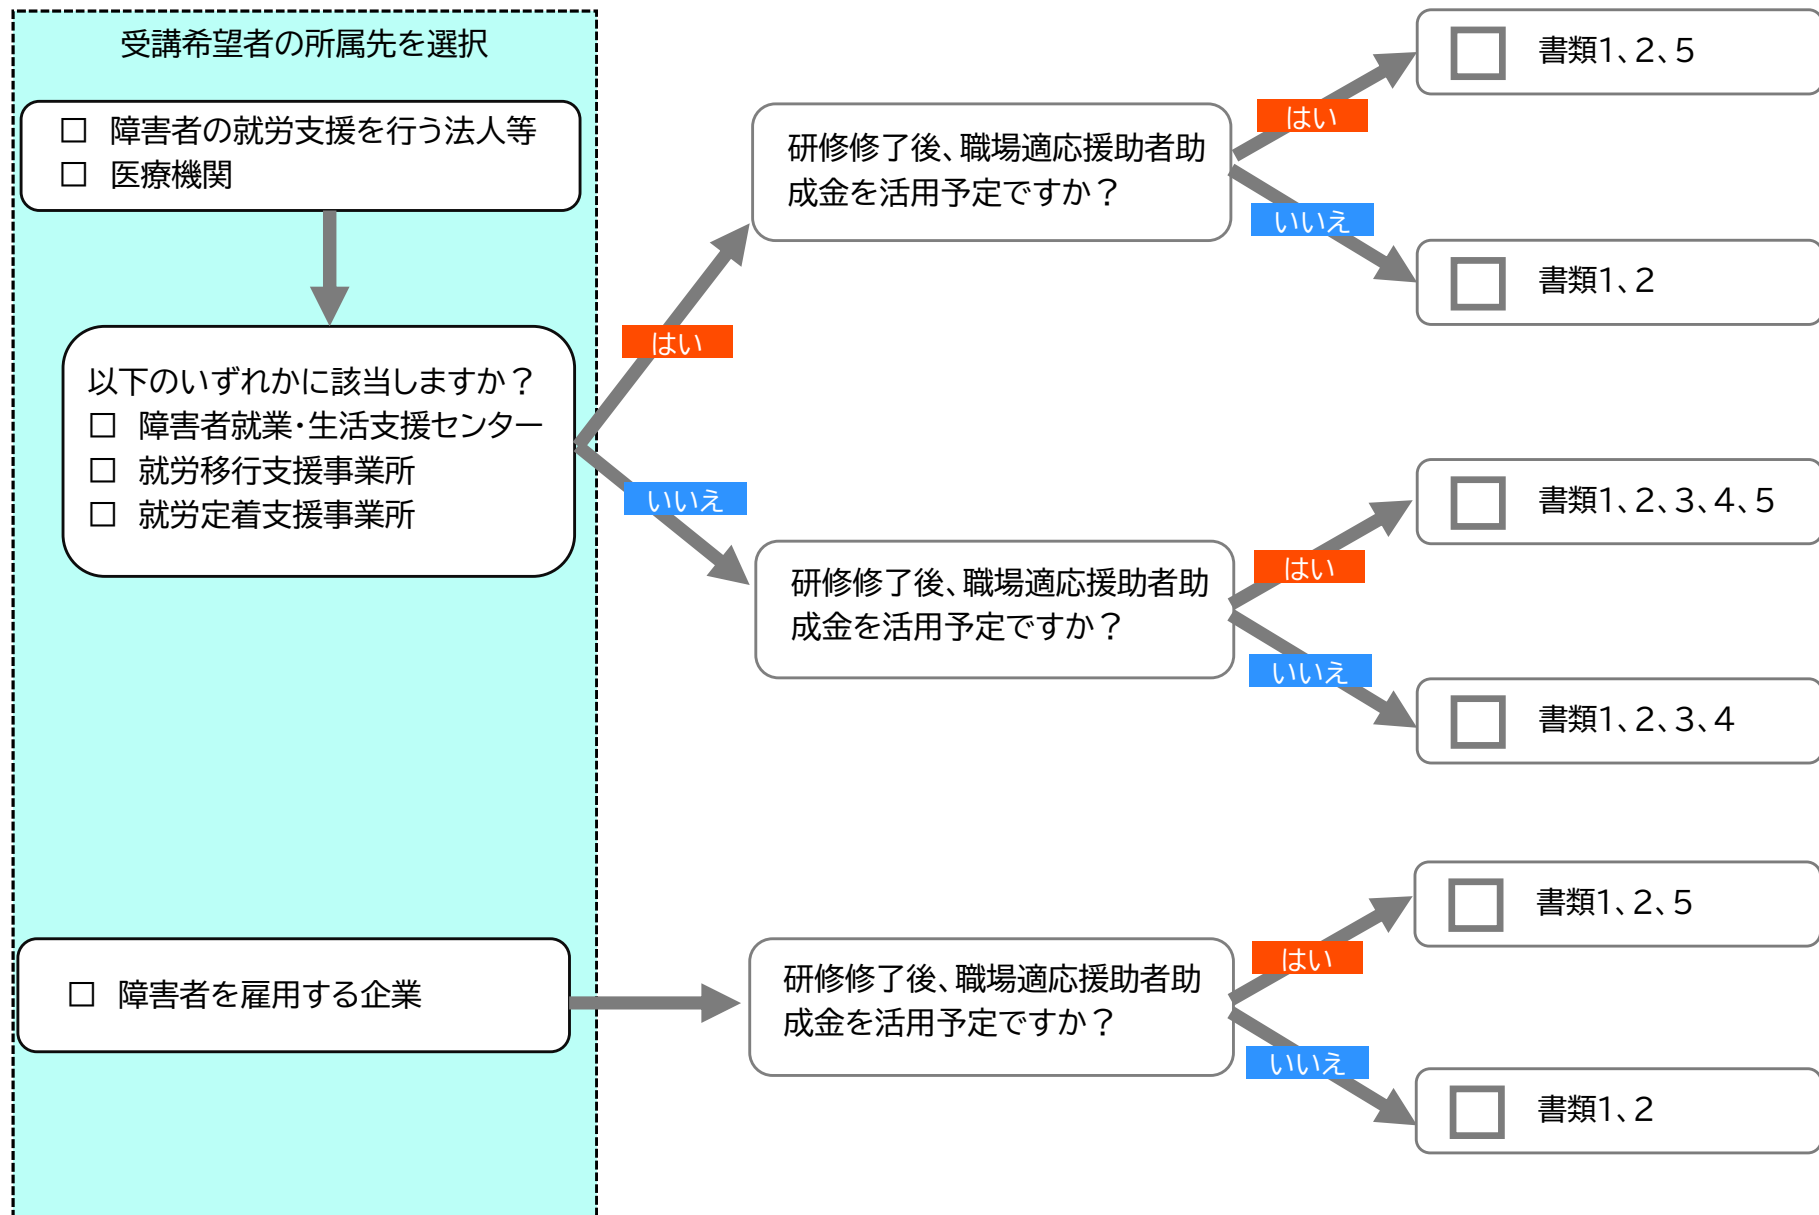 受講希望者の所属先を選択
□ 障害者の就労支援を行う法人等
□ 医療機関
以下のいずれかに該当しますか？
□ 障害者就業・生活支援センター
□ 就労移行支援事業所
□ 就労定着支援事業所
はい
いいえ
研修修了後、職場適応援助者助
成金を活用予定ですか？
はい
書類1、2、5
いいえ
書類1、2
研修修了後、職場適応援助者助
成金を活用予定ですか？
はい
書類1、2、3、4、5
いいえ
書類1、2、3、4
□ 障害者を雇用する企業
研修修了後、職場適応援助者助
成金を活用予定ですか？
はい
書類1、2、5
いいえ
書類1、2